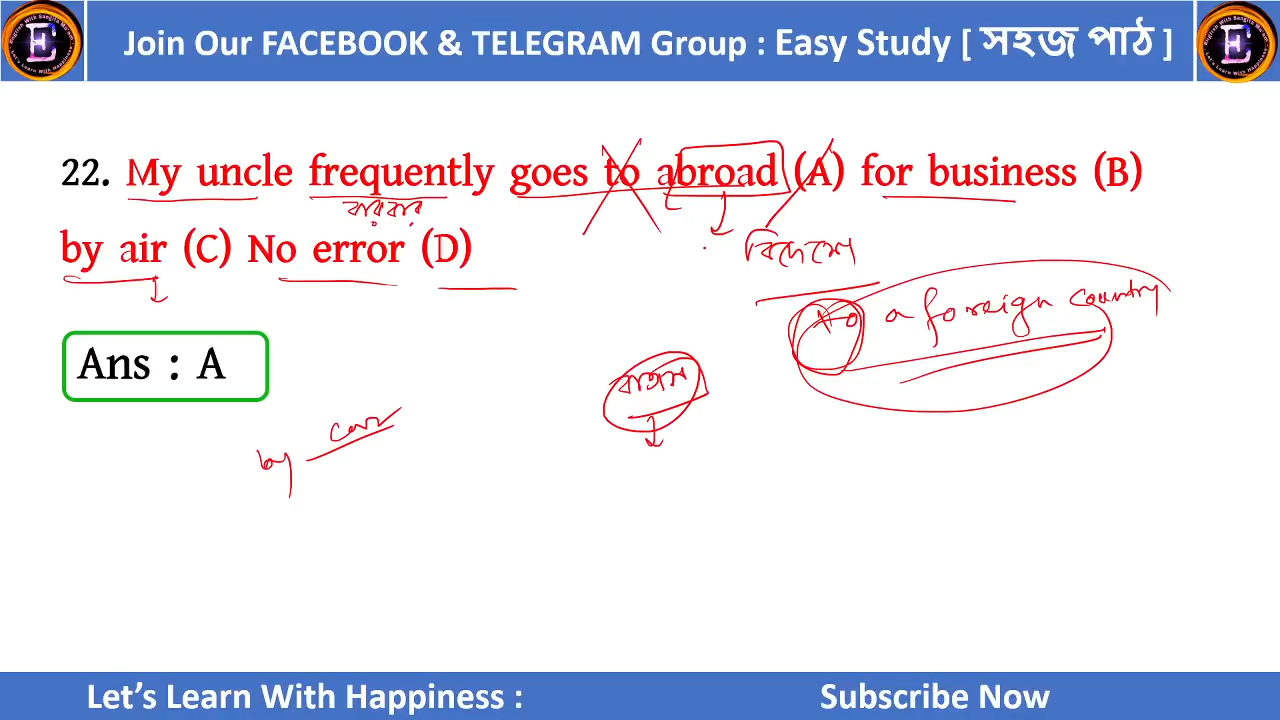 Join Our FACEBOOK & TELEGRAM Group : Easy Study [ সহজ পাঠ ]
E
E
22. My uncle frequently goes to abroad (A) for business (B)
বারবার
by air (C) No error (D)
বিদেশে
to a foreign country
Ans : A
বাতাস
by car
Let's Learn With Happiness :
Subscribe Now